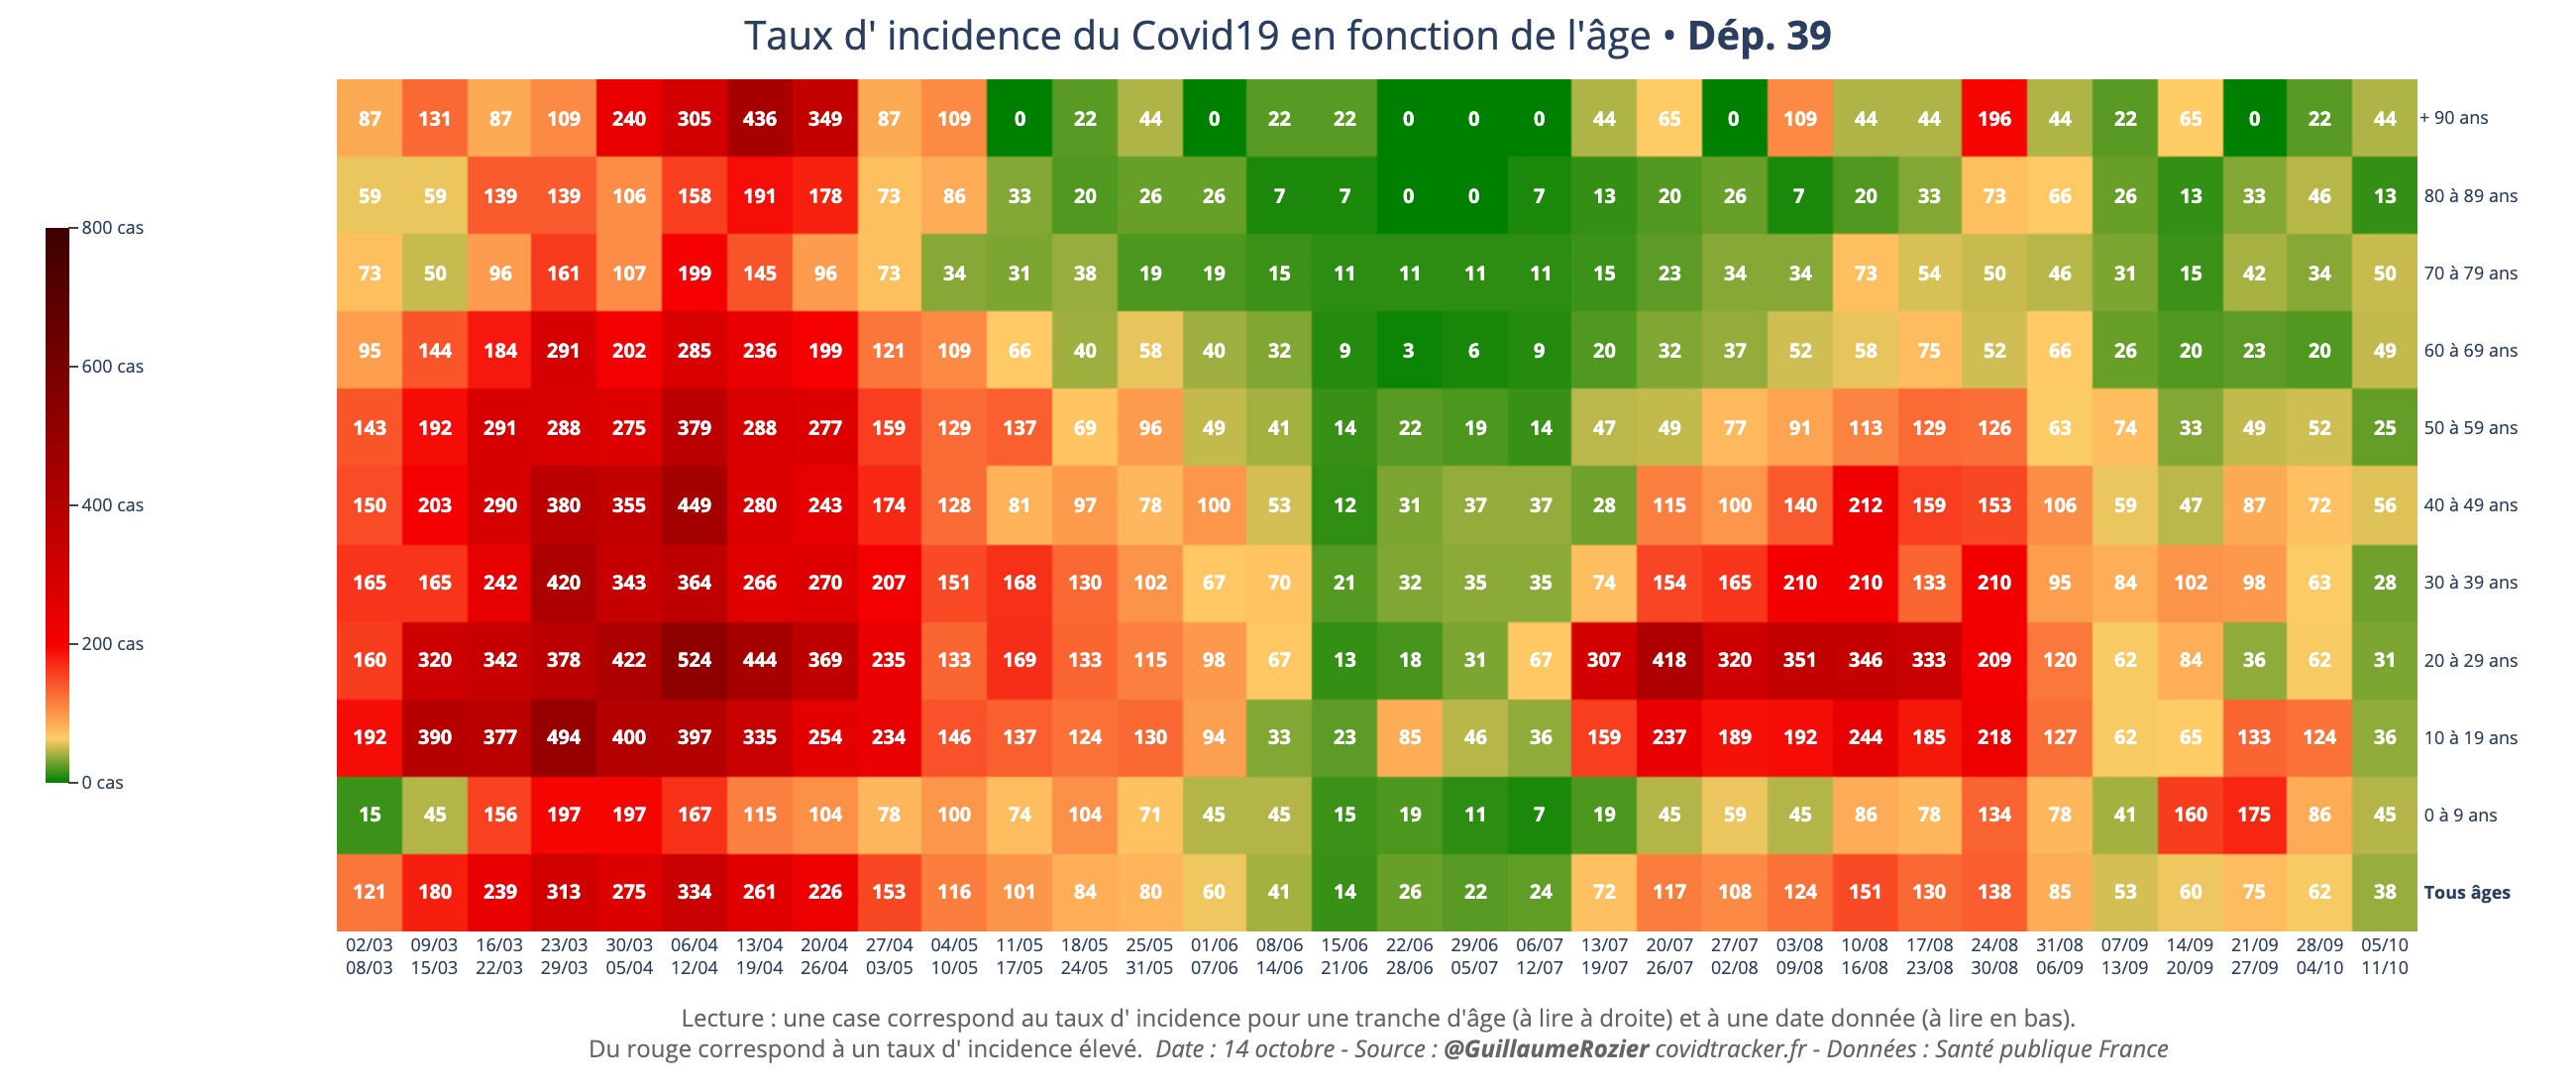 Taux d' incidence du Covid19 en fonction de l'âge • Dép. 39
87 131 87 109 240 305 436 349 87 109 0 22 44 0 22 22 0 0 0 44 65 0 109 44 44 196 44 22 65 0 22 44 + 90 ans
59 59 139 139 106 158 191 178 73 86 33 20 26 26 7 7 0 0 7 13 20 26 7 20 33 73 66 26 13 33 46 13 80 à 89 ans
73 50 96 161 107 199 145 96 73 34 31 38 19 19 15 11 11 11 11 15 23 34 34 73 54 50 46 31 15 42 34 50 70 à 79 ans
95 144 184 291 202 285 236 199 121 109 66 40 58 40 32 9 3 6 9 20 32 37 52 58 75 52 66 26 20 23 20 49 60 à 69 ans
143 192 291 288 275 379 288 277 159 129 137 69 96 49 41 14 22 19 14 47 49 77 91 113 129 126 63 74 33 49 52 25 50 à 59 ans
150 203 290 380 355 449 280 243 174 128 81 97 78 100 53 12 31 37 37 28 115 100 140 212 159 153 106 59 47 87 72 56 40 à 49 ans
165 165 242 420 343 364 266 270 207 151 168 130 102 67 70 21 32 35 35 74 154 165 210 210 133 210 95 84 102 98 63 28 30 à 39 ans
160 320 342 378 422 524 444 369 235 133 169 133 115 98 67 13 18 31 67 307 418 320 351 346 333 209 120 62 84 36 62 31 20 à 29 ans
192 390 377 494 400 397 335 254 234 146 137 124 130 94 33 23 85 46 36 159 237 189 192 244 185 218 127 62 65 133 124 36 10 à 19 ans
15 45 156 197 197 167 115 104 78 100 74 104 71 45 45 15 19 11 7 19 45 59 45 86 78 134 78 41 160 175 86 45 0 à 9 ans
121 180 239 313 275 334 261 226 153 116 101 84 80 60 41 14 26 22 24 72 117 108 124 151 130 138 85 53 60 75 62 38 Tous âges
02/03 09/03 16/03 23/03 30/03 06/04 13/04 20/04 27/04 04/05 11/05 18/05 25/05 01/06 08/06 15/06 22/06 29/06 06/07 13/07 20/07 27/07 03/08 10/08 17/08 24/08 31/08 07/09 14/09 21/09 28/09 05/10
08/03 15/03 22/03 29/03 05/04 12/04 19/04 26/04 03/05 10/05 17/05 24/05 31/05 07/06 14/06 21/06 28/06 05/07 12/07 19/07 26/07 02/08 09/08 16/08 23/08 30/08 06/09 13/09 20/09 27/09 04/10 11/10
800 cas
600 cas
400 cas
200 cas
0 cas
Lecture : une case correspond au taux d' incidence pour une tranche d'âge (à lire à droite) et à une date donnée (à lire en bas).
Du rouge correspond à un taux d' incidence élevé. Date : 14 octobre - Source : @GuillaumeRozier covidtracker.fr - Données : Santé publique France